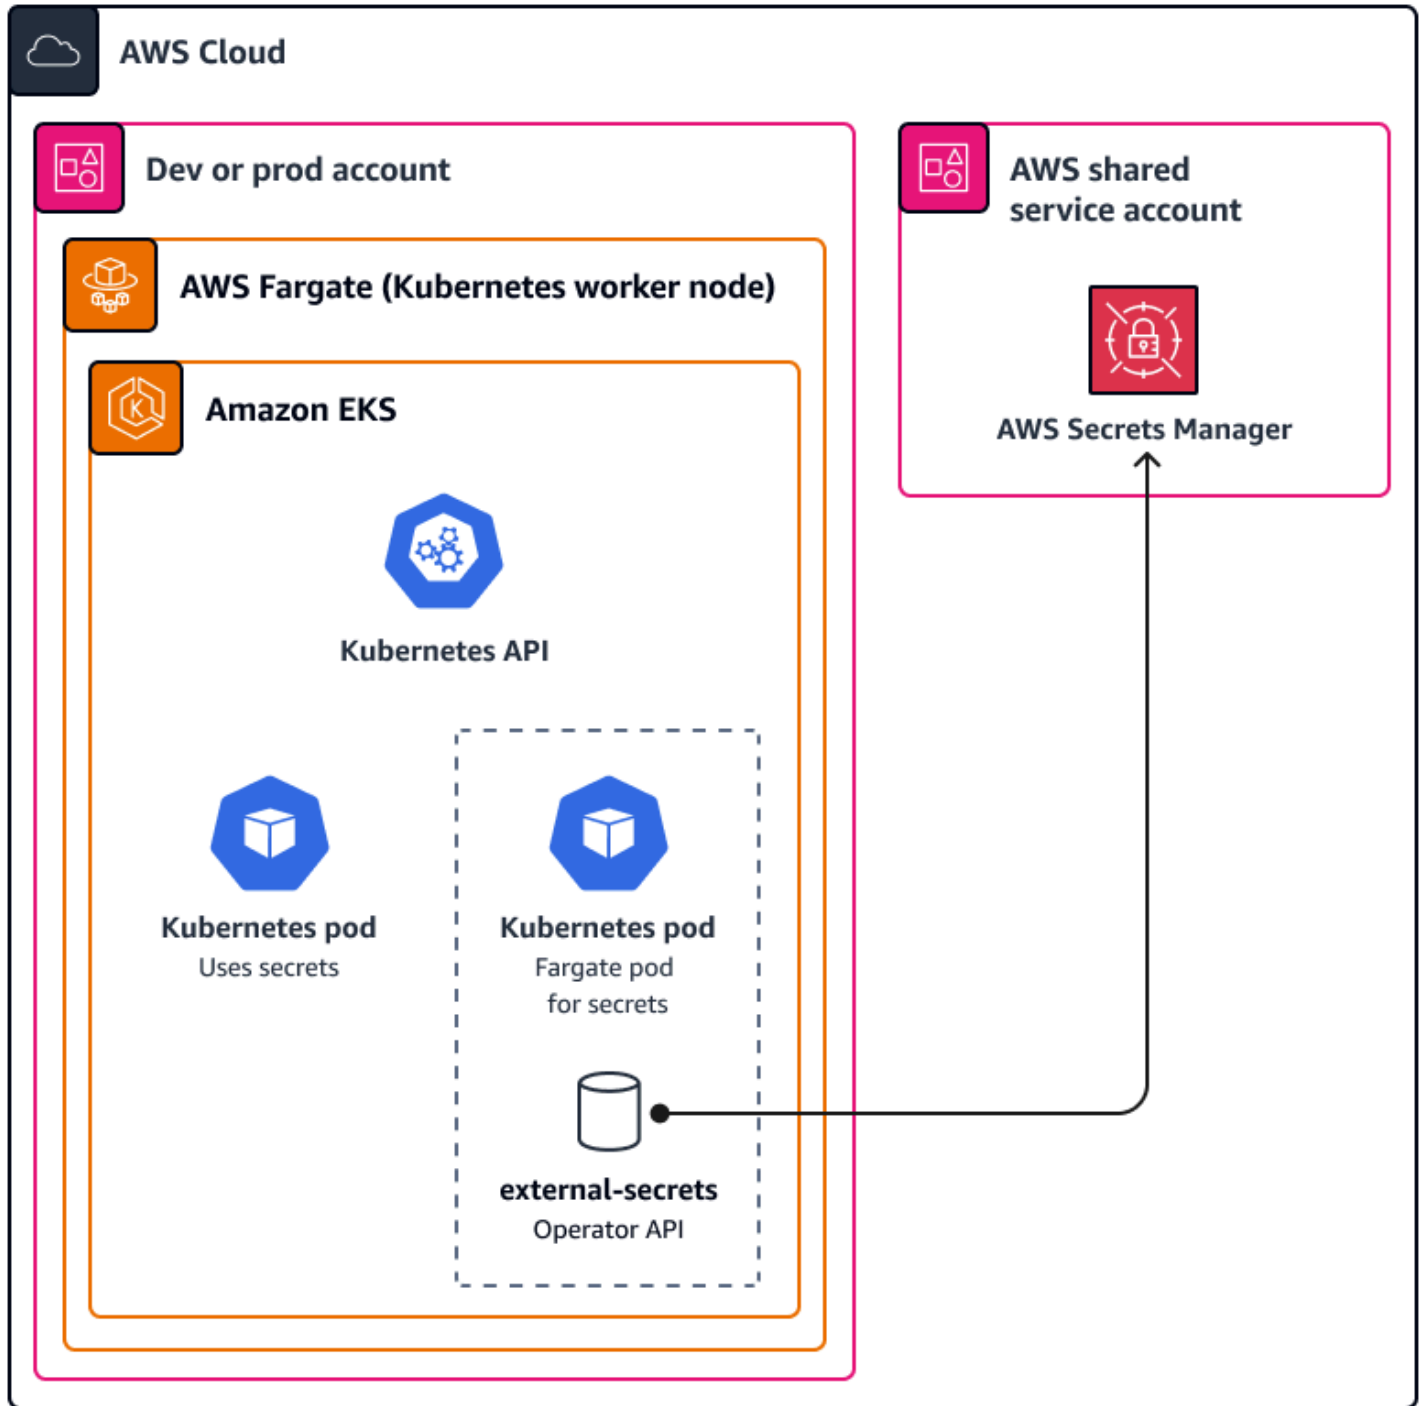 AWS Cloud
Dev or prod account
AWS shared
service account
AWS Fargate (Kubernetes worker node)
Amazon EKS
K
AWS Secrets Manager
Kubernetes API
Kubernetes pod
Uses secrets
Kubernetes pod
Fargate pod
for secrets
external-secrets
Operator API